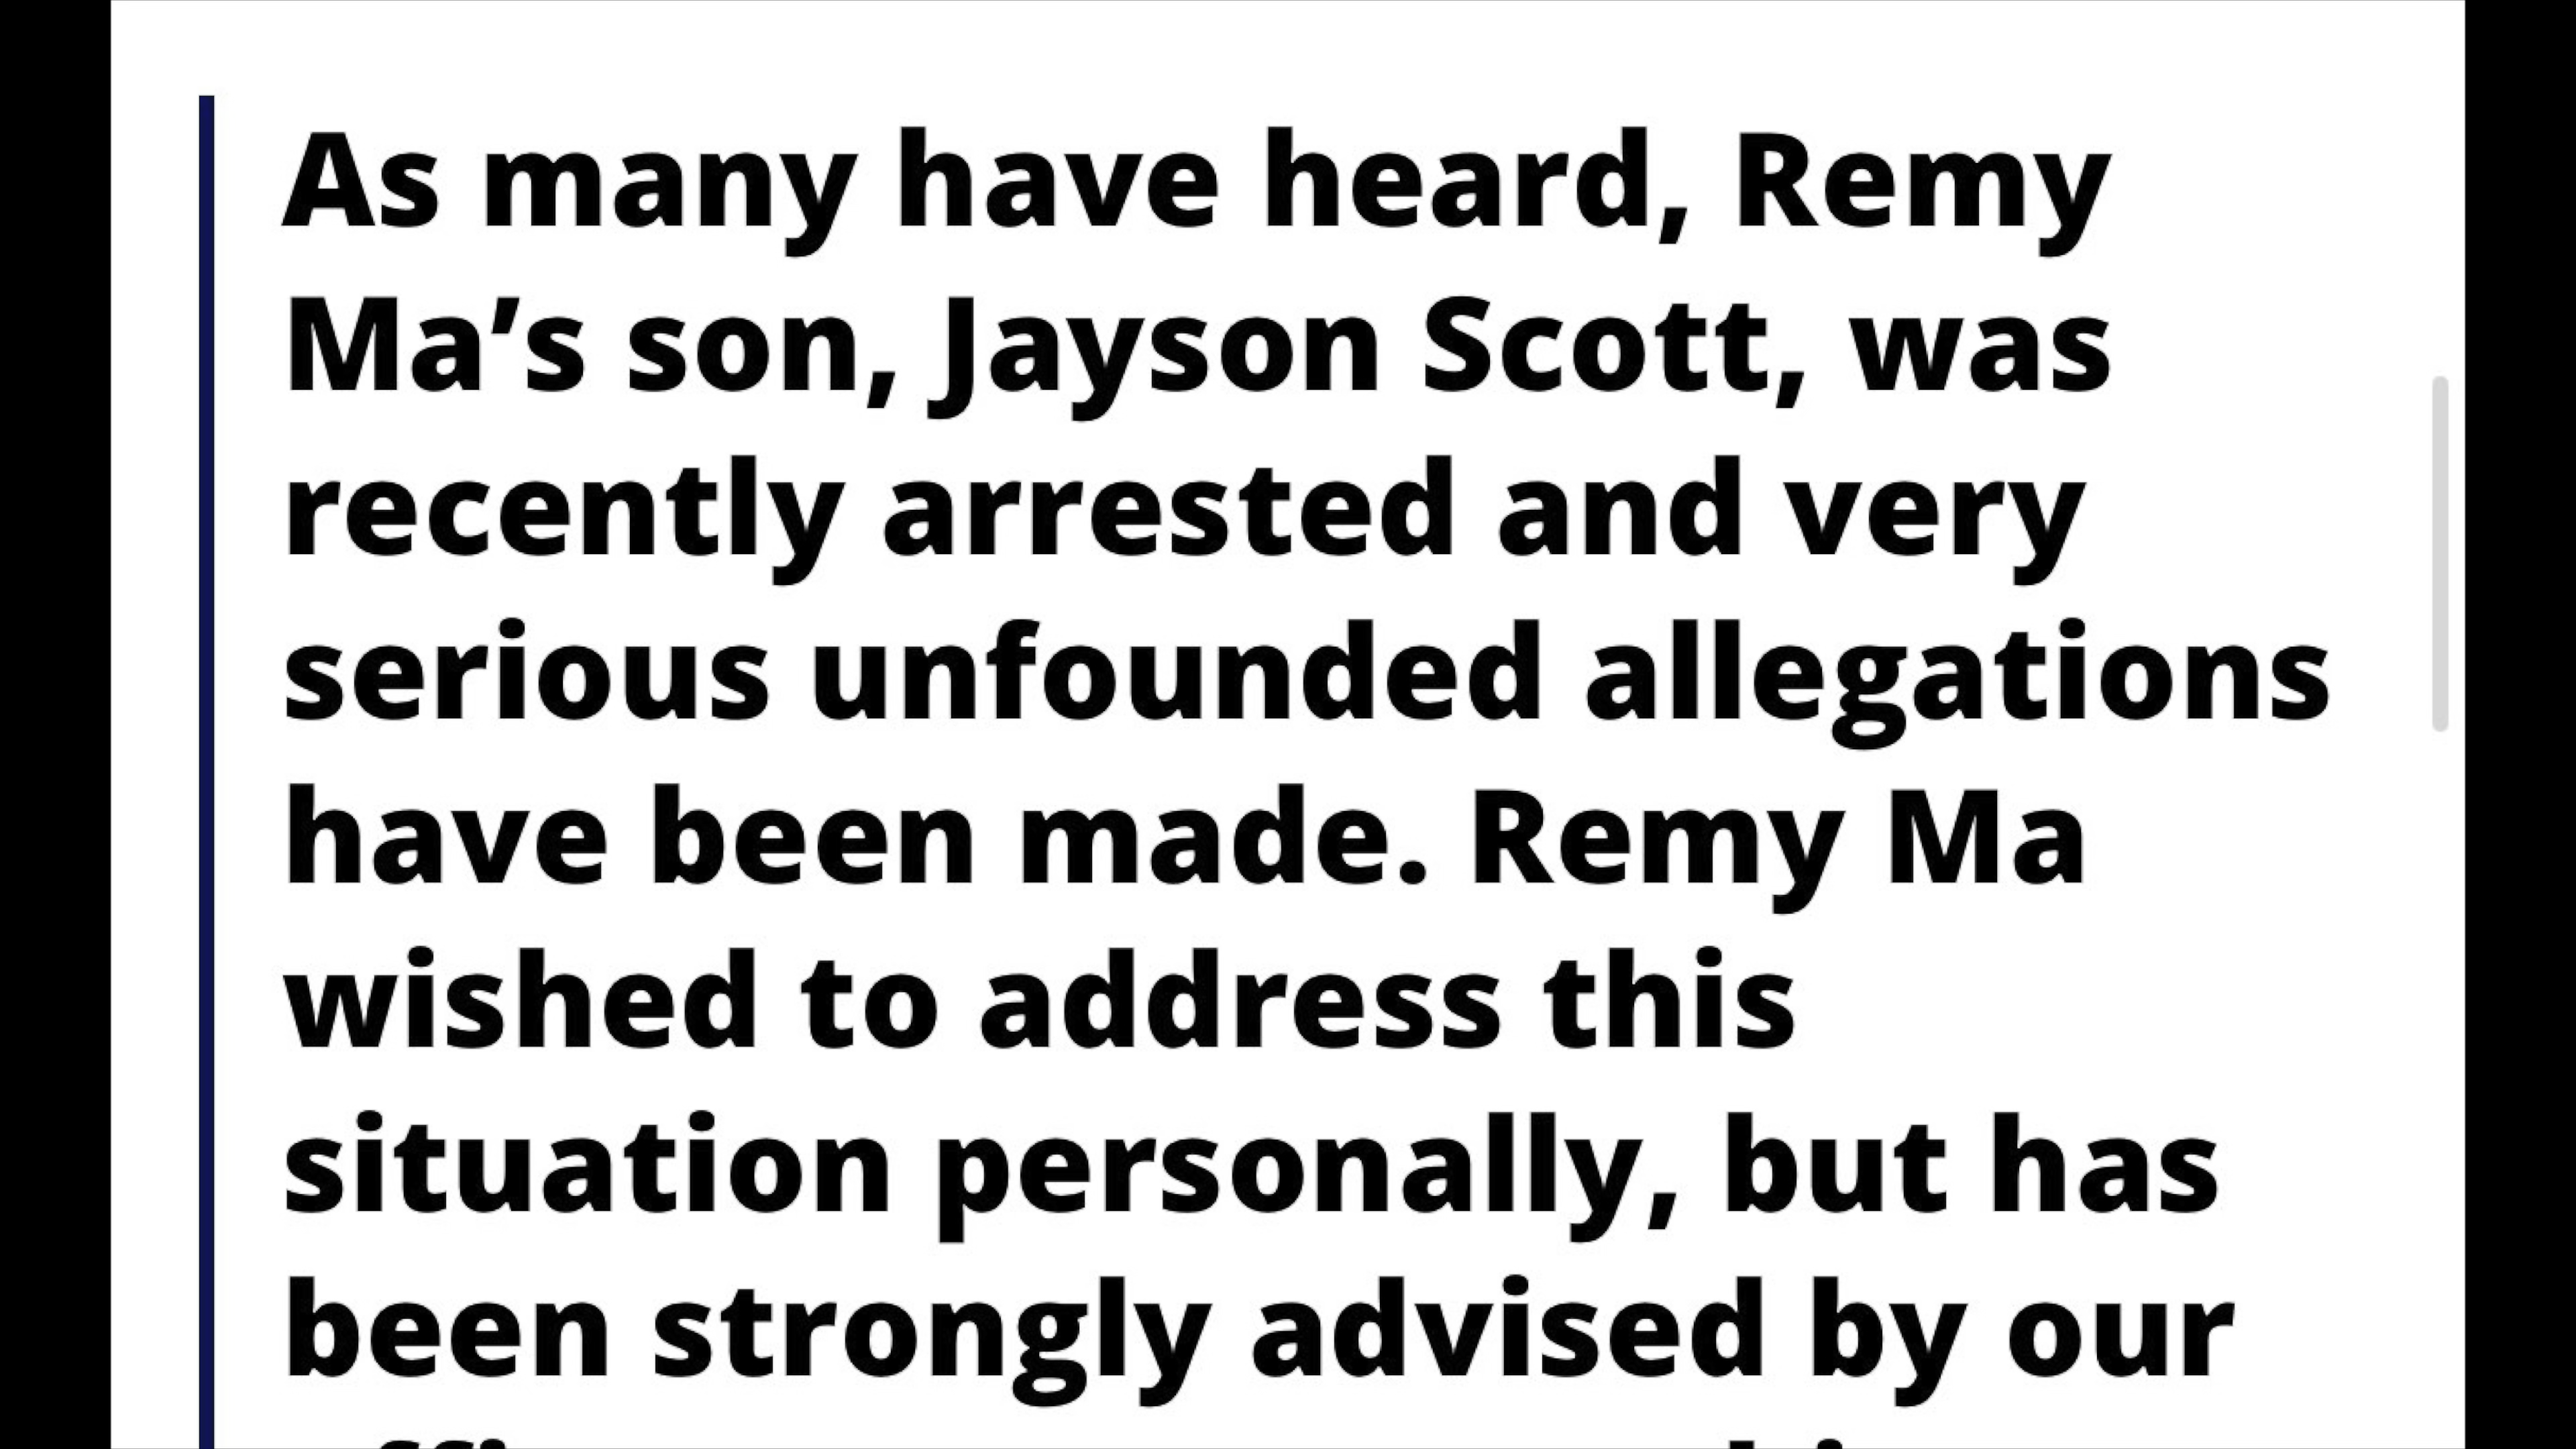 As many have heard, Remy
Ma’s son, Jayson Scott, was
recently arrested and very
serious unfounded allegations
have been made. Remy Ma
wished to address this
situation personally, but has
been strongly advised by our